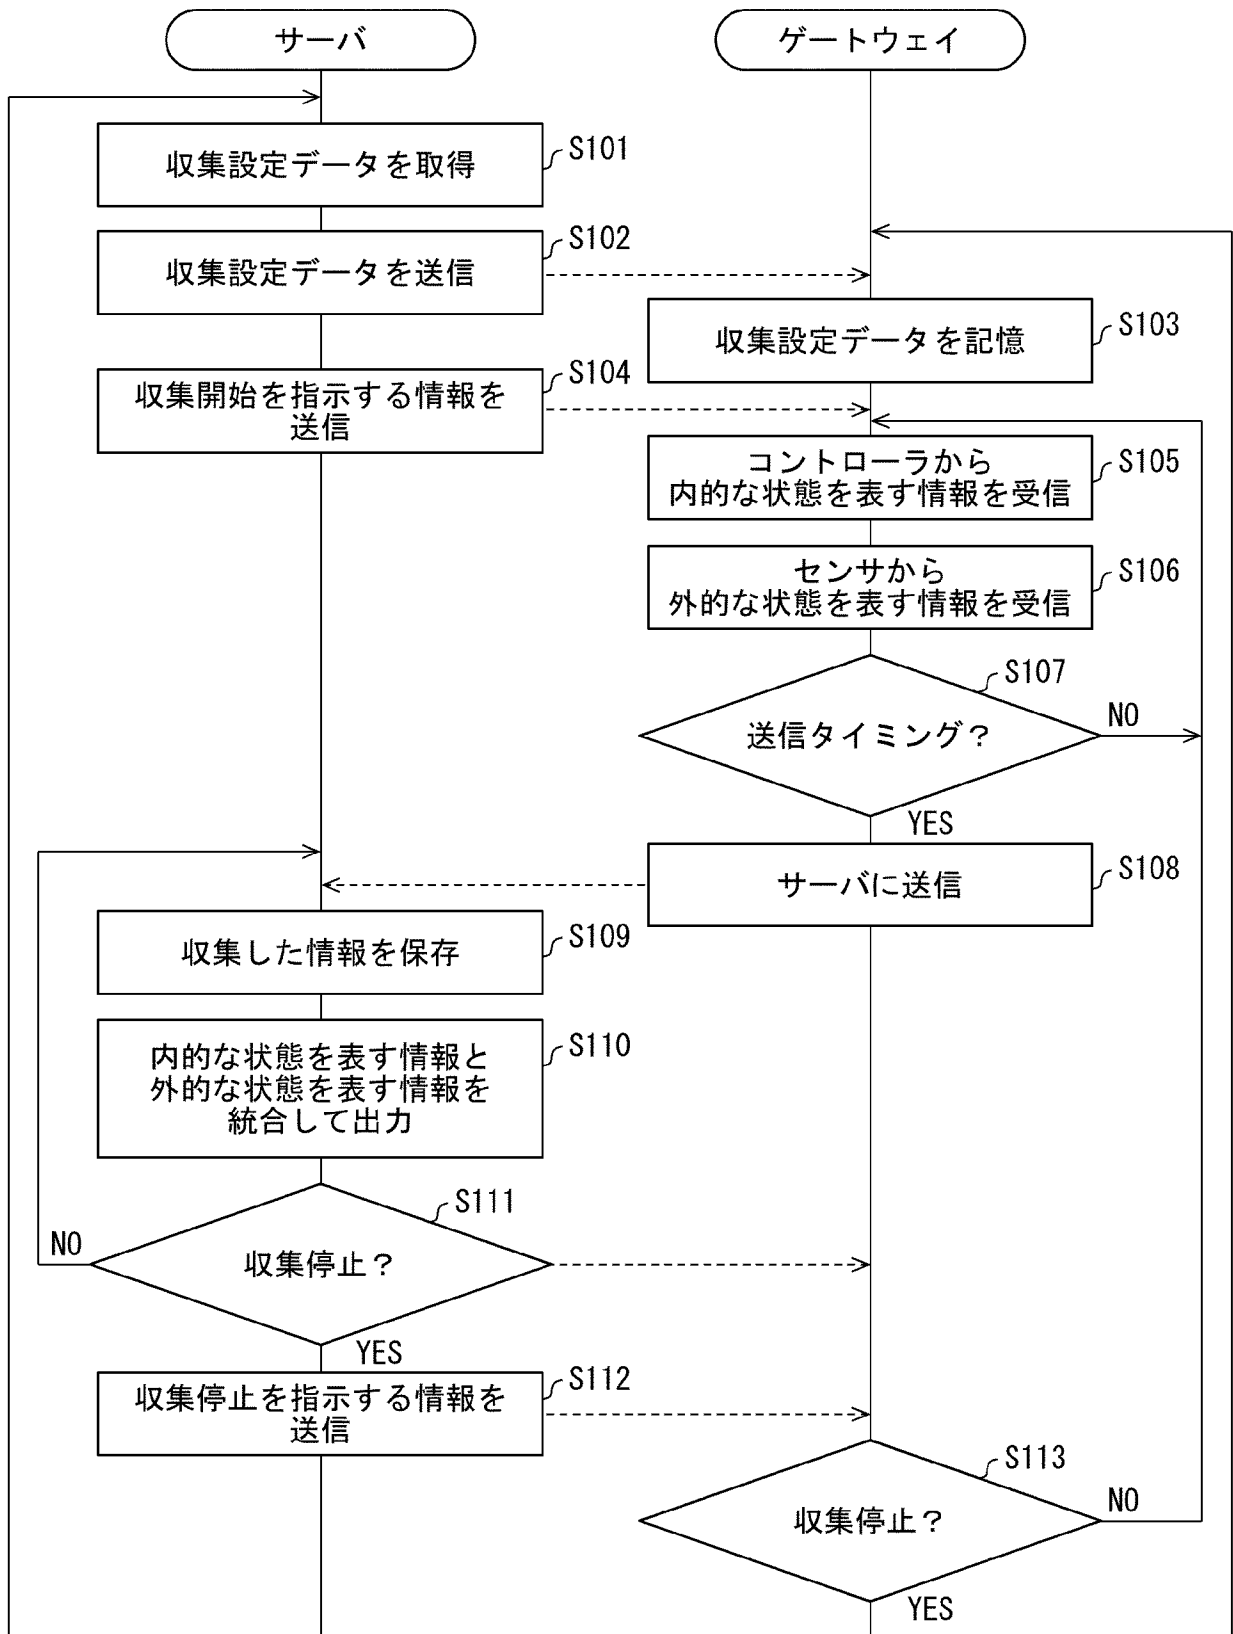 サーバ
ゲートウェイ
収集設定データを取得
S101
収集設定データを送信
S102
収集設定データを記憶
S103
収集開始を指示する情報を
送信
S104
コントローラから
内的な状態を表す情報を受信
S105
センサから
外的な状態を表す情報を受信
S106
送信タイミング?
S107
NO
YES
サーバに送信
S108
収集した情報を保存
S109
内的な状態を表す情報と
外的な状態を表す情報を
統合して出力
S110
収集停止?
S111
NO
YES
収集停止を指示する情報を
送信
S112
収集停止?
S113
NO
YES